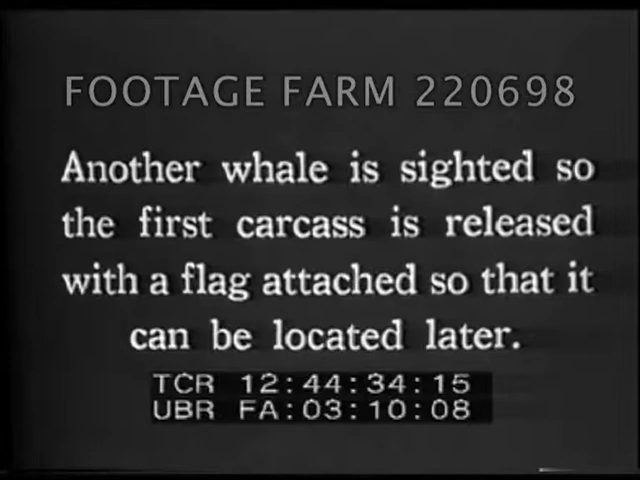 FOOTAGE FARM 220698
Another whale is sighted so
the first carcass is released
with a flag attached so that it
can be located later.
TCR 12:44:34:15
UBR FA:03:10:08